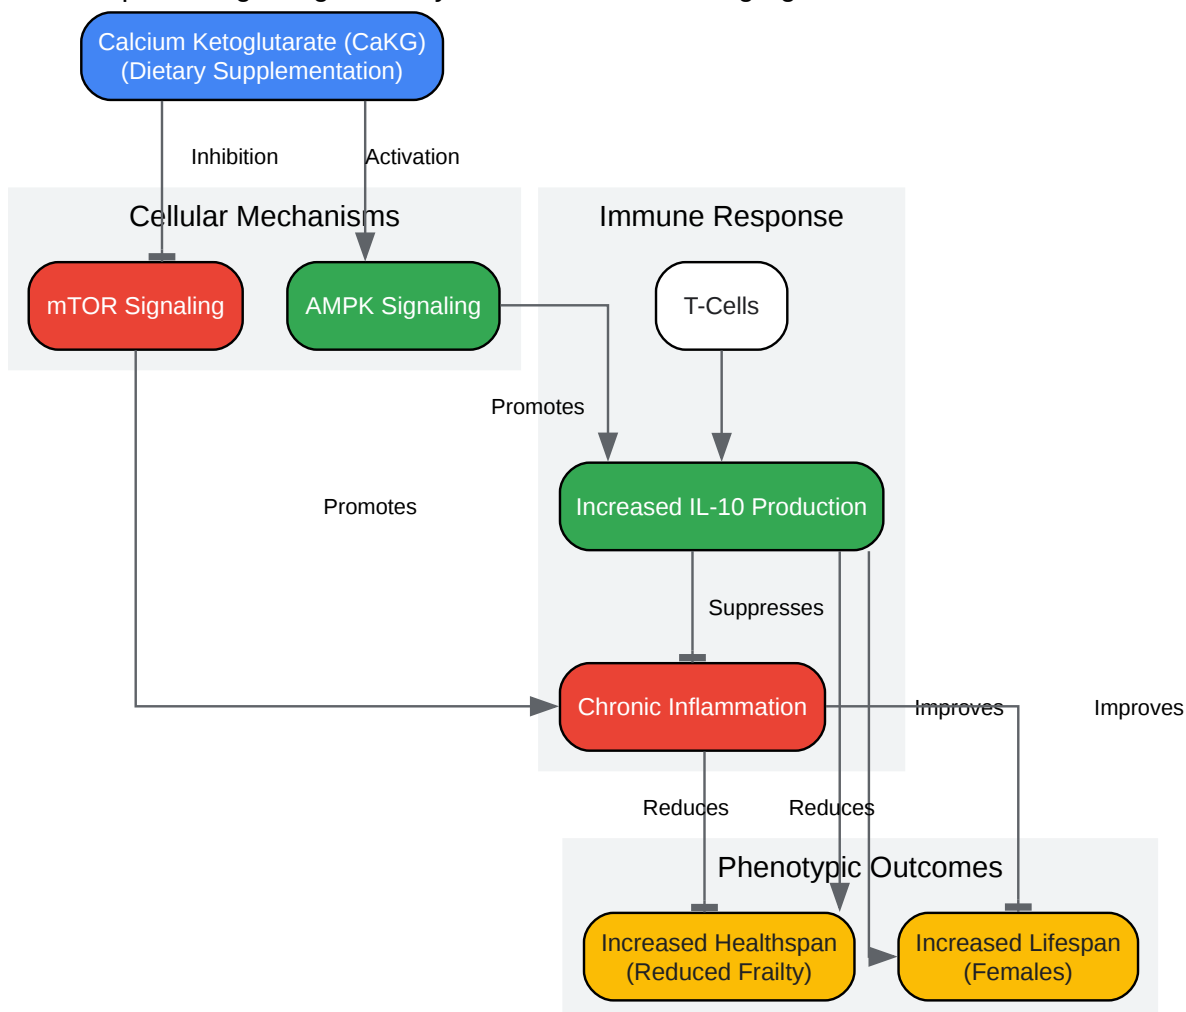 Calcium Ketoglutarate (CaKG)
(Dietary Supplementation)
Inhibition
Activation
Cellular Mechanisms
Immune Response
mTOR Signaling
AMPK Signaling
T-Cells
Promotes
Promotes
Increased IL-10 Production
Suppresses
Chronic Inflammation
Improves
Improves
Reduces
Reduces
Phenotypic Outcomes
Increased Healthspan
(Reduced Frailty)
Increased Lifespan
(Females)